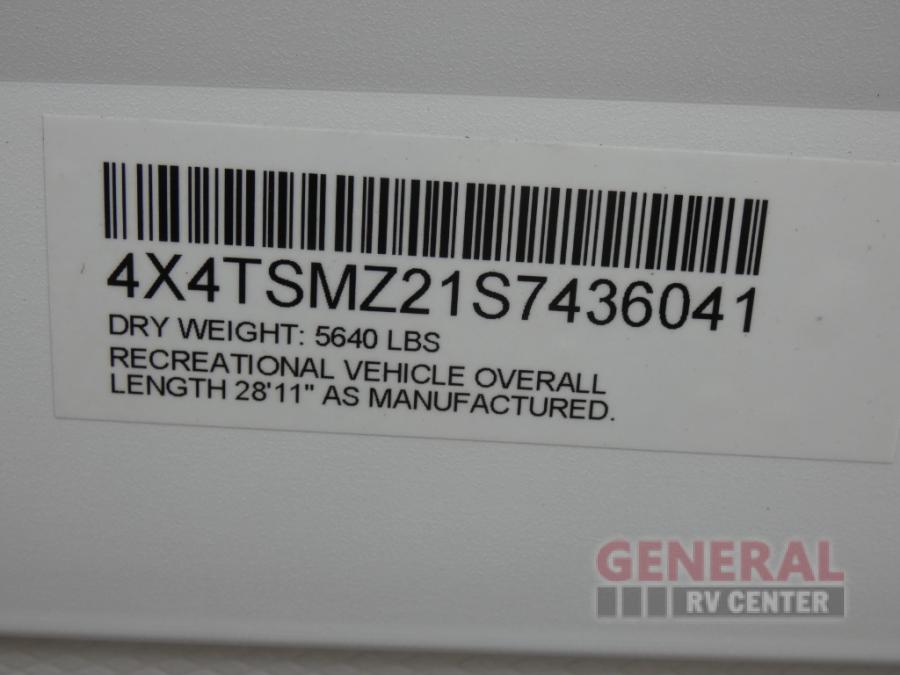 4X4TSMZ21S7436041
DRY WEIGHT: 5640 LBS
RECREATIONAL VEHICLE OVERALL
LENGTH 28'11" AS MANUFACTURED.
GENERAL
RV CENTER